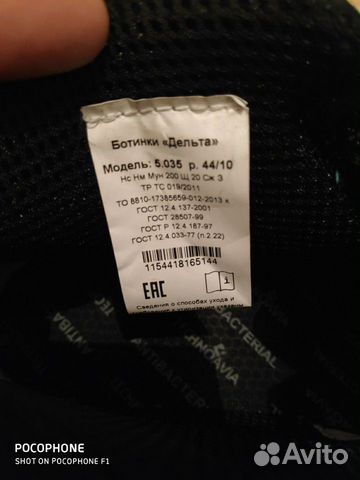 Ботинки «Дельта»
Модель: 5.035 р. 44/10
Нс Нм Мун 200 Щ 20 Сж З
ТР ТС 019/2011
ТО 8810-17385659-012-2013 к
ГОСТ 12.4.137-2001
ГОСТ 28507-99
ГОСТ Р 12.4.187-97
ГОСТ 12.4.033-77 (п.2.22)
1154418165144
EAC
i
Сведения о способах ухода и
ANTIBACTERIAL
TECHNOAVIA
POCOPHONE
SHOT ON POCOPHONE F1
Avito